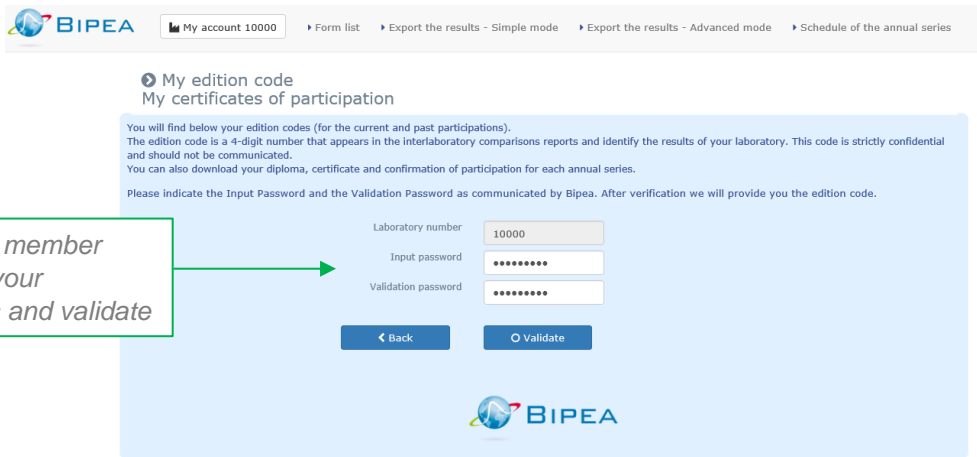 BIPEA
My account 10000 Form list Export the results - Simple mode Export the results - Advanced mode Schedule of the annual series
My edition code
My certificates of participation
You will find below your edition codes (for the current and past participations).
The edition code is a 4-digit number that appears in the interlaboratory comparisons reports and identify the results of your laboratory. This code is strictly confidential
and should not be communicated.
You can also download your diploma, certificate and confirmation of participation for each annual series.
Please indicate the Input Password and the Validation Password as communicated by Bipea. After verification we will provide you the edition code.
member
your
and validate
Laboratory number 10000
Input password •••••••••
Validation password •••••••••
Back Validate
BIPEA